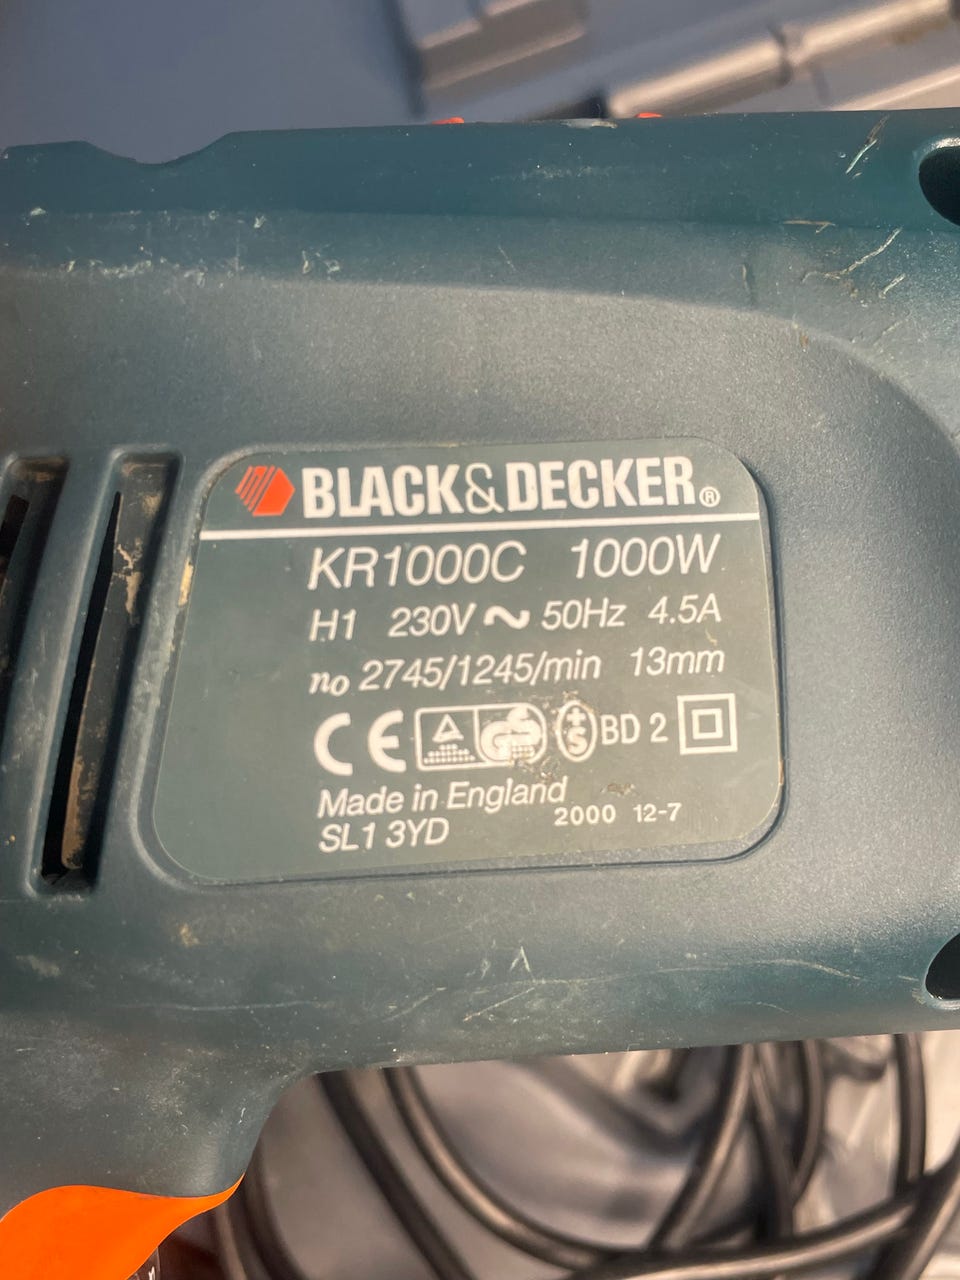 BLACK&DECKER®
KR1000C 1000W
H1 230V ~ 50Hz 4.5A
no 2745/1245/min 13mm
CE GS +S BD 2
Made in England
2000 12-7
SL1 3YD